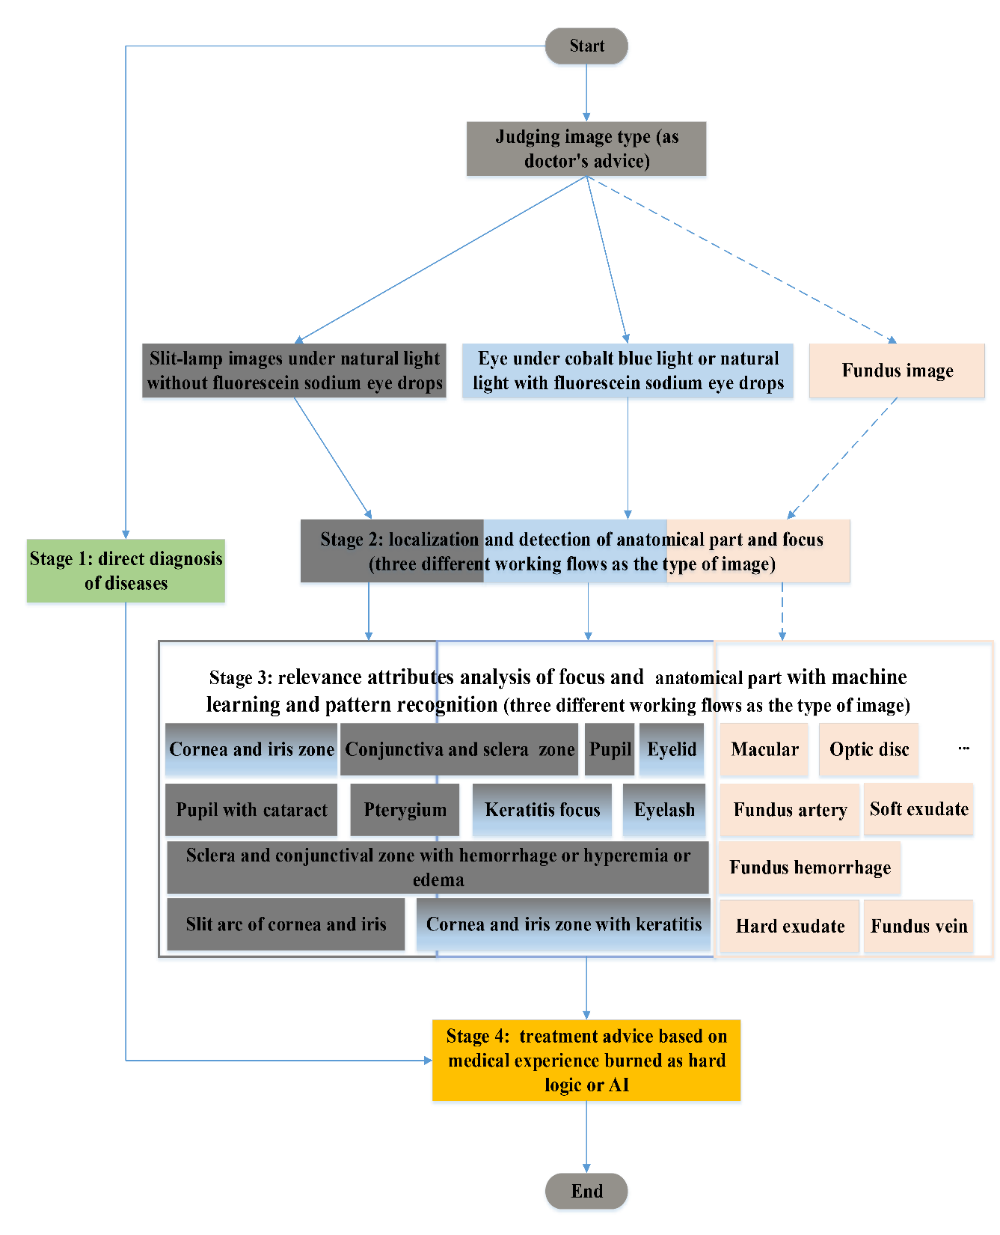 Start
Judging image type (as
doctor's advice)
Slit-lamp images under natural light
without fluorescein sodium eye drops
Eye under cobalt blue light or natural
light with fluorescein sodium eye drops
Fundus image
Stage 1: direct diagnosis
of diseases
Stage 2: localization and detection of anatomical part and focus
(three different working flows as the type of image)
Stage 3: relevance attributes analysis of focus and anatomical part with machine
learning and pattern recognition (three different working flows as the type of image)
Cornea and iris zone
Conjunctiva and sclera zone
Pupil
Eyelid
Macular
Optic disc
...
Pupil with cataract
Pterygium
Keratitis focus
Eyelash
Fundus artery
Soft exudate
Sclera and conjunctival zone with hemorrhage or hyperemia or
edema
Fundus hemorrhage
Slit arc of cornea and iris
Cornea and iris zone with keratitis
Hard exudate
Fundus vein
Stage 4: treatment advice based on
medical experience burned as hard
logic or AI
End